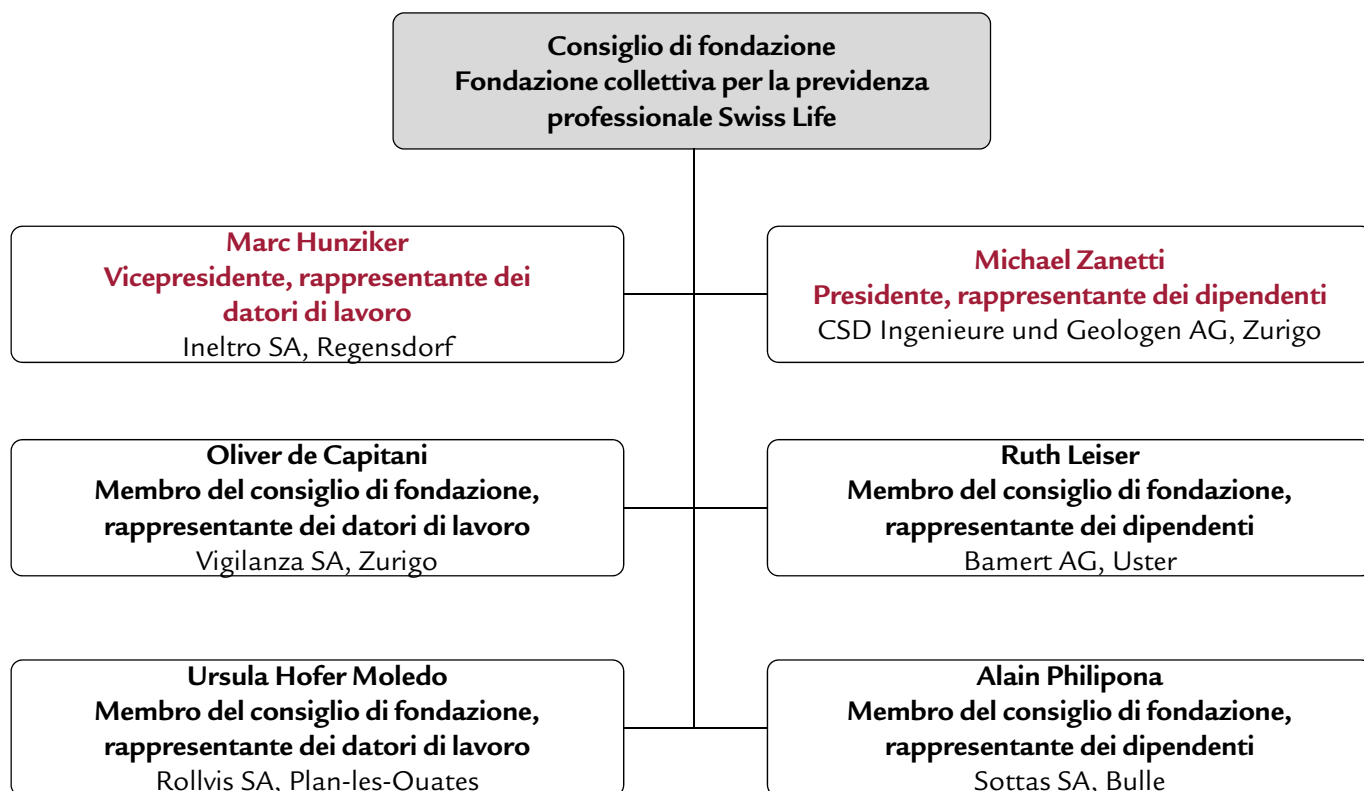 Consiglio di fondazione
Fondazione collettiva per la previdenza
professionale Swiss Life
Marc Hunziker
Vicepresidente, rappresentante dei
datori di lavoro
Ineltro SA, Regensdorf
Michael Zanetti
Presidente, rappresentante dei dipendenti
CSD Ingenieure und Geologen AG, Zurigo
Oliver de Capitani
Membro del consiglio di fondazione,
rappresentante dei datori di lavoro
Vigilanza SA, Zurigo
Ruth Leiser
Membro del consiglio di fondazione,
rappresentante dei dipendenti
Bamert AG, Uster
Ursula Hofer Moledo
Membro del consiglio di fondazione,
rappresentante dei datori di lavoro
Rollvis SA, Plan-les-Ouates
Alain Philipona
Membro del consiglio di fondazione,
rappresentante dei dipendenti
Sottas SA, Bulle